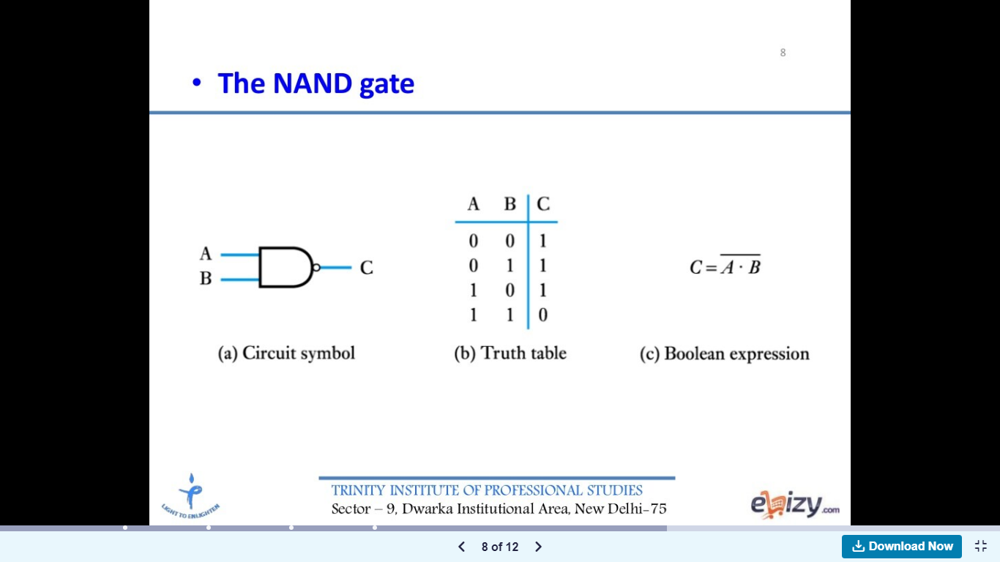 8
• The NAND gate
A B C
0 0 1
0 1 1
1 0 1
1 1 0
A
B
C
C = \overline{A · B}
(a) Circuit symbol
(b) Truth table
(c) Boolean expression
LIGHT TO ENLIGHTEN
TRINITY INSTITUTE OF PROFESSIONAL STUDIES
Sector – 9, Dwarka Institutional Area, New Delhi-75
ebizy.com
8 of 12
Download Now